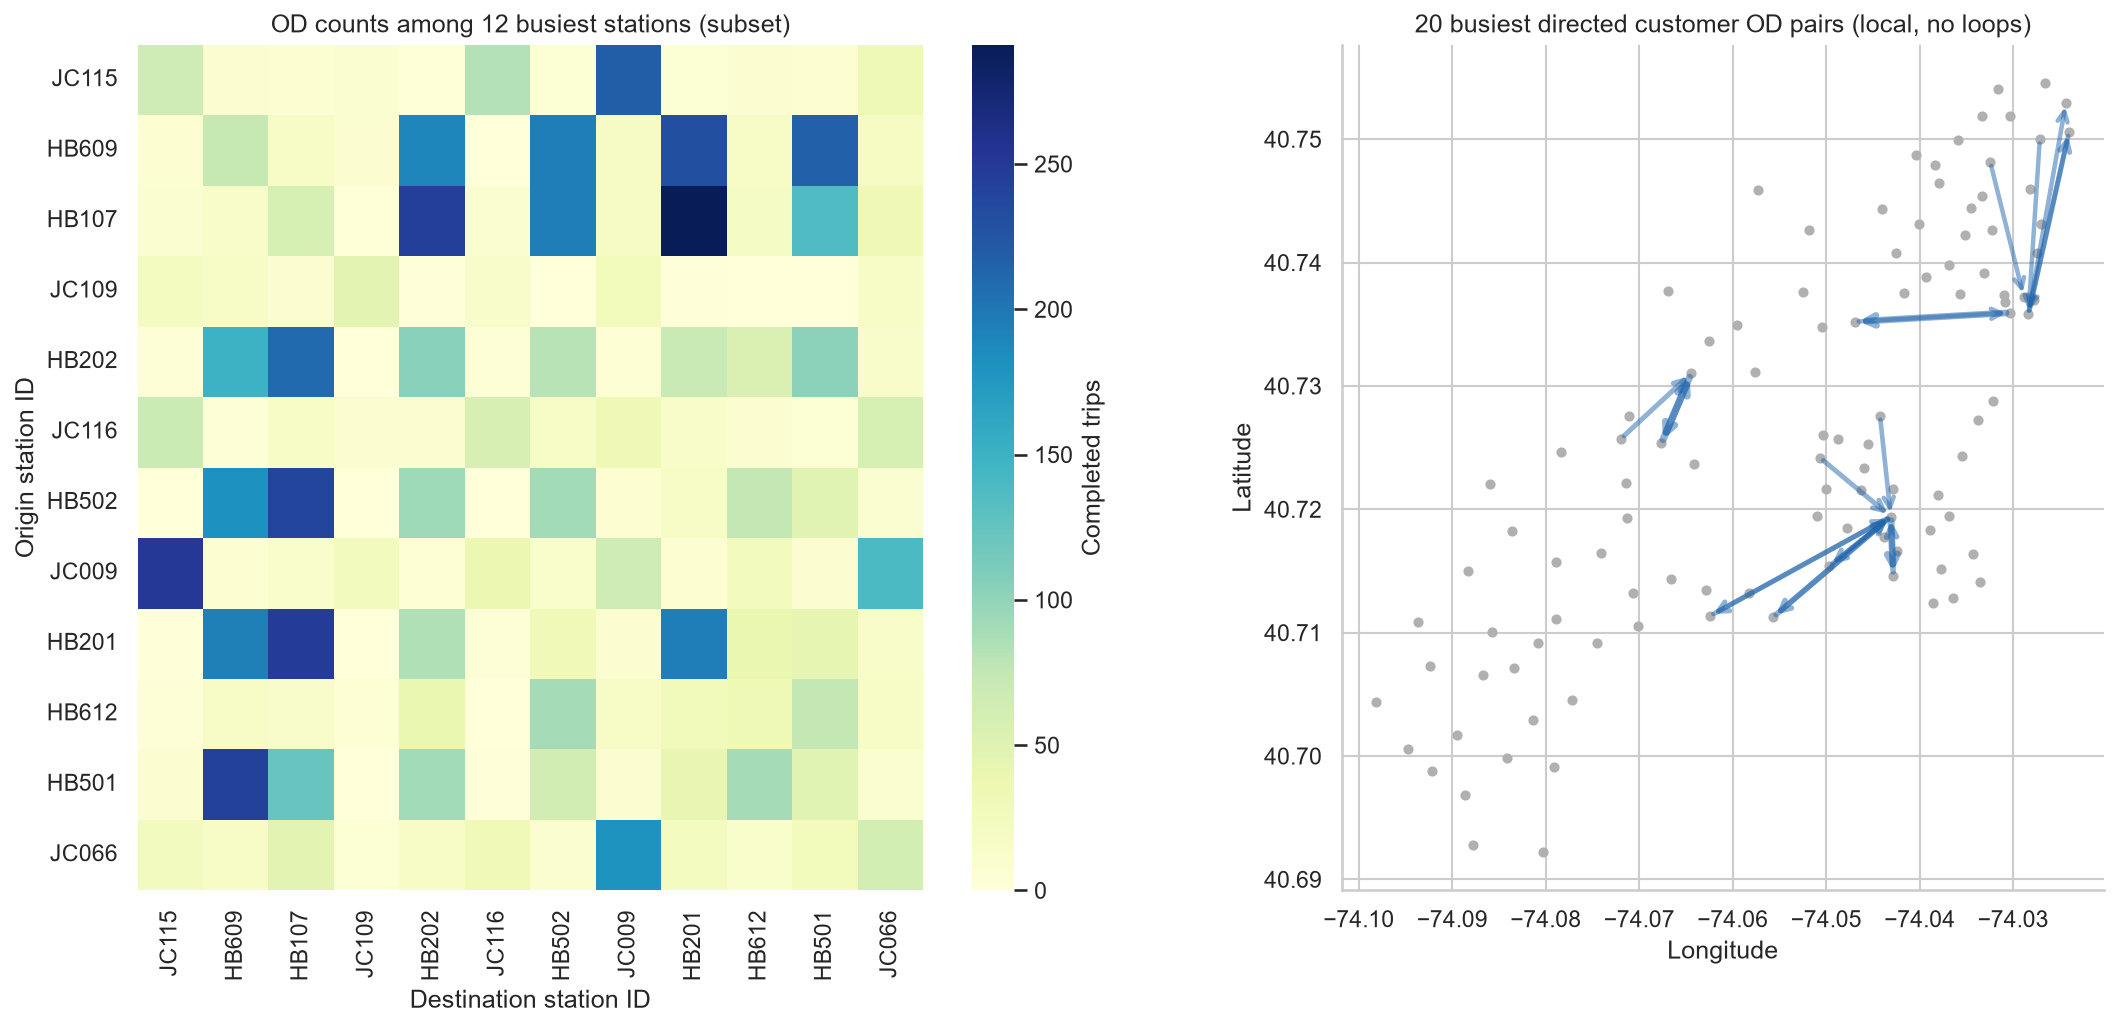 OD counts among 12 busiest stations (subset)
Origin station ID
JC115
HB609
HB107
JC109
HB202
JC116
HB502
JC009
HB201
HB612
HB501
JC066
JC115
HB609
HB107
JC109
HB202
JC116
HB502
JC009
HB201
HB612
HB501
JC066
Destination station ID
250
200
150
100
50
0
Completed trips
20 busiest directed customer OD pairs (local, no loops)
Latitude
40.75
40.74
40.73
40.72
40.71
40.70
40.69
−74.10 −74.09 −74.08 −74.07 −74.06 −74.05 −74.04 −74.03
Longitude